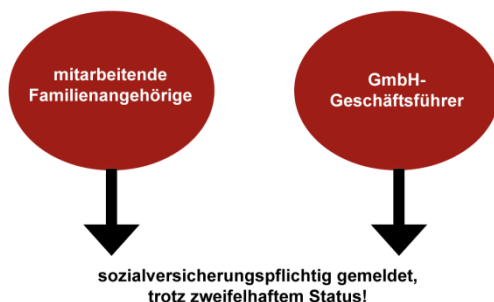 mitarbeitende
Familienangehörige
GmbH-
Geschäftsführer
sozialversicherungspflichtig gemeldet,
trotz zweifelhaftem Status!